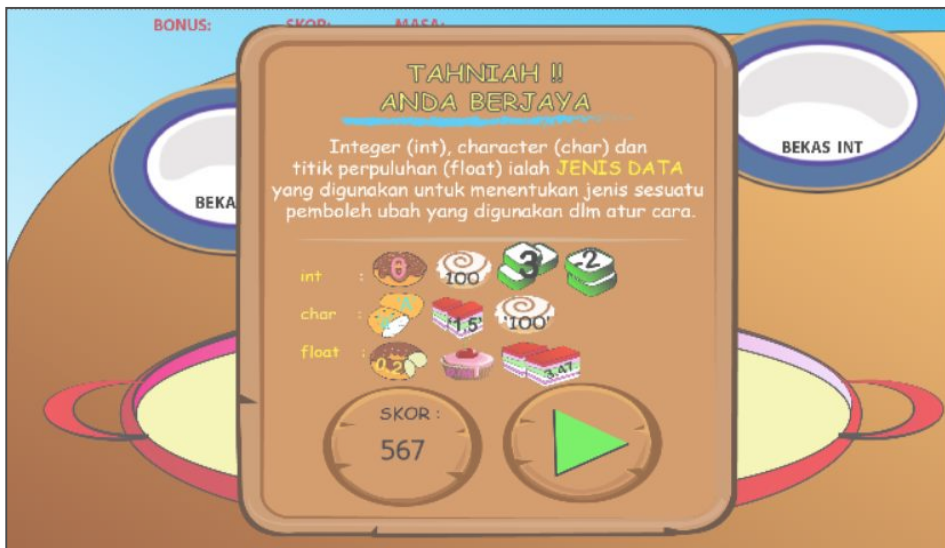 BONUS: SKOR: MASA:
TAHNIAH !!
ANDA BERJAYA
Integer (int), character (char) dan
titik perpuluhan (float) ialah JENIS DATA
yang digunakan untuk menentukan jenis sesuatu
pemboleh ubah yang digunakan dlm atur cara.
BEKAS INT
BEKA
int : 0 100 3 -2
char : '1.5' '100'
float : 0.2 3.47
SKOR :
567